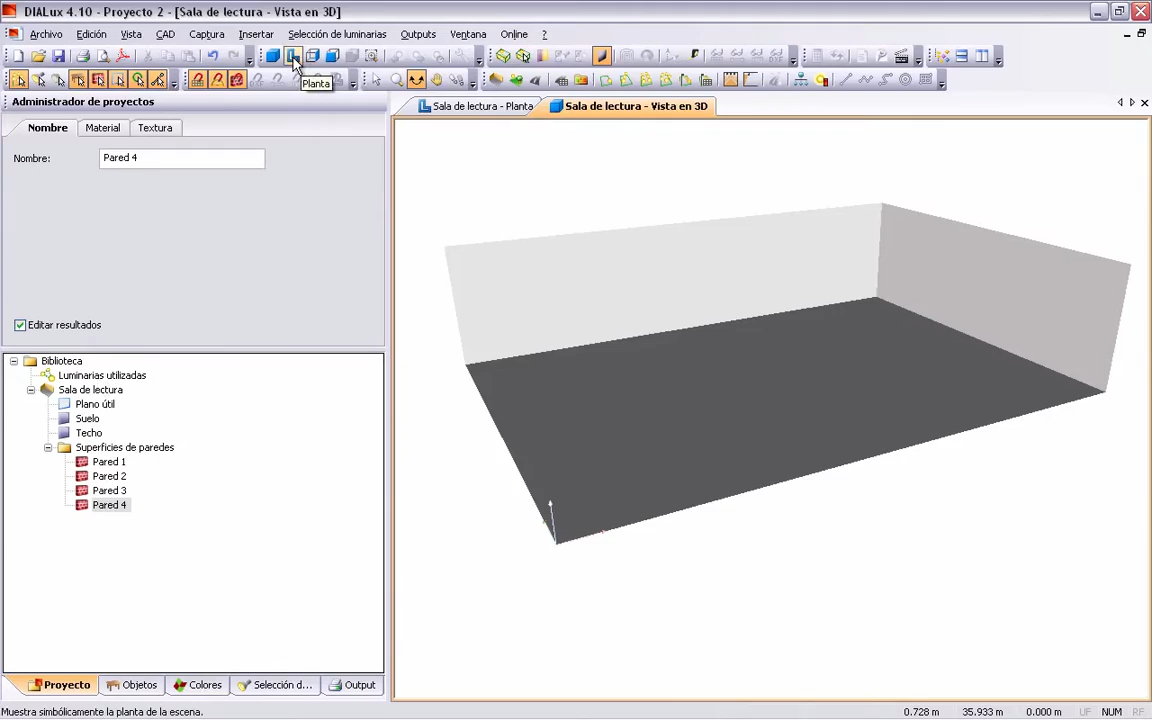 DIALux 4.10 - Proyecto 2 - [Sala de lectura - Vista en 3D]
Archivo Edición Vista CAD Captura Insertar Selección de luminarias Outputs Ventana Online ?
Planta
Administrador de proyectos
Sala de lectura - Planta Sala de lectura - Vista en 3D
Nombre Material Textura
Nombre: Pared 4
Editar resultados
Biblioteca
Luminarias utilizadas
Sala de lectura
Plano útil
Suelo
Techo
Superficies de paredes
Pared 1
Pared 2
Pared 3
Pared 4
Proyecto Objetos Colores Selección d... Output
Muestra simbólicamente la planta de la escena. 0.728 m 35.933 m 0.000 m UF NUM RF